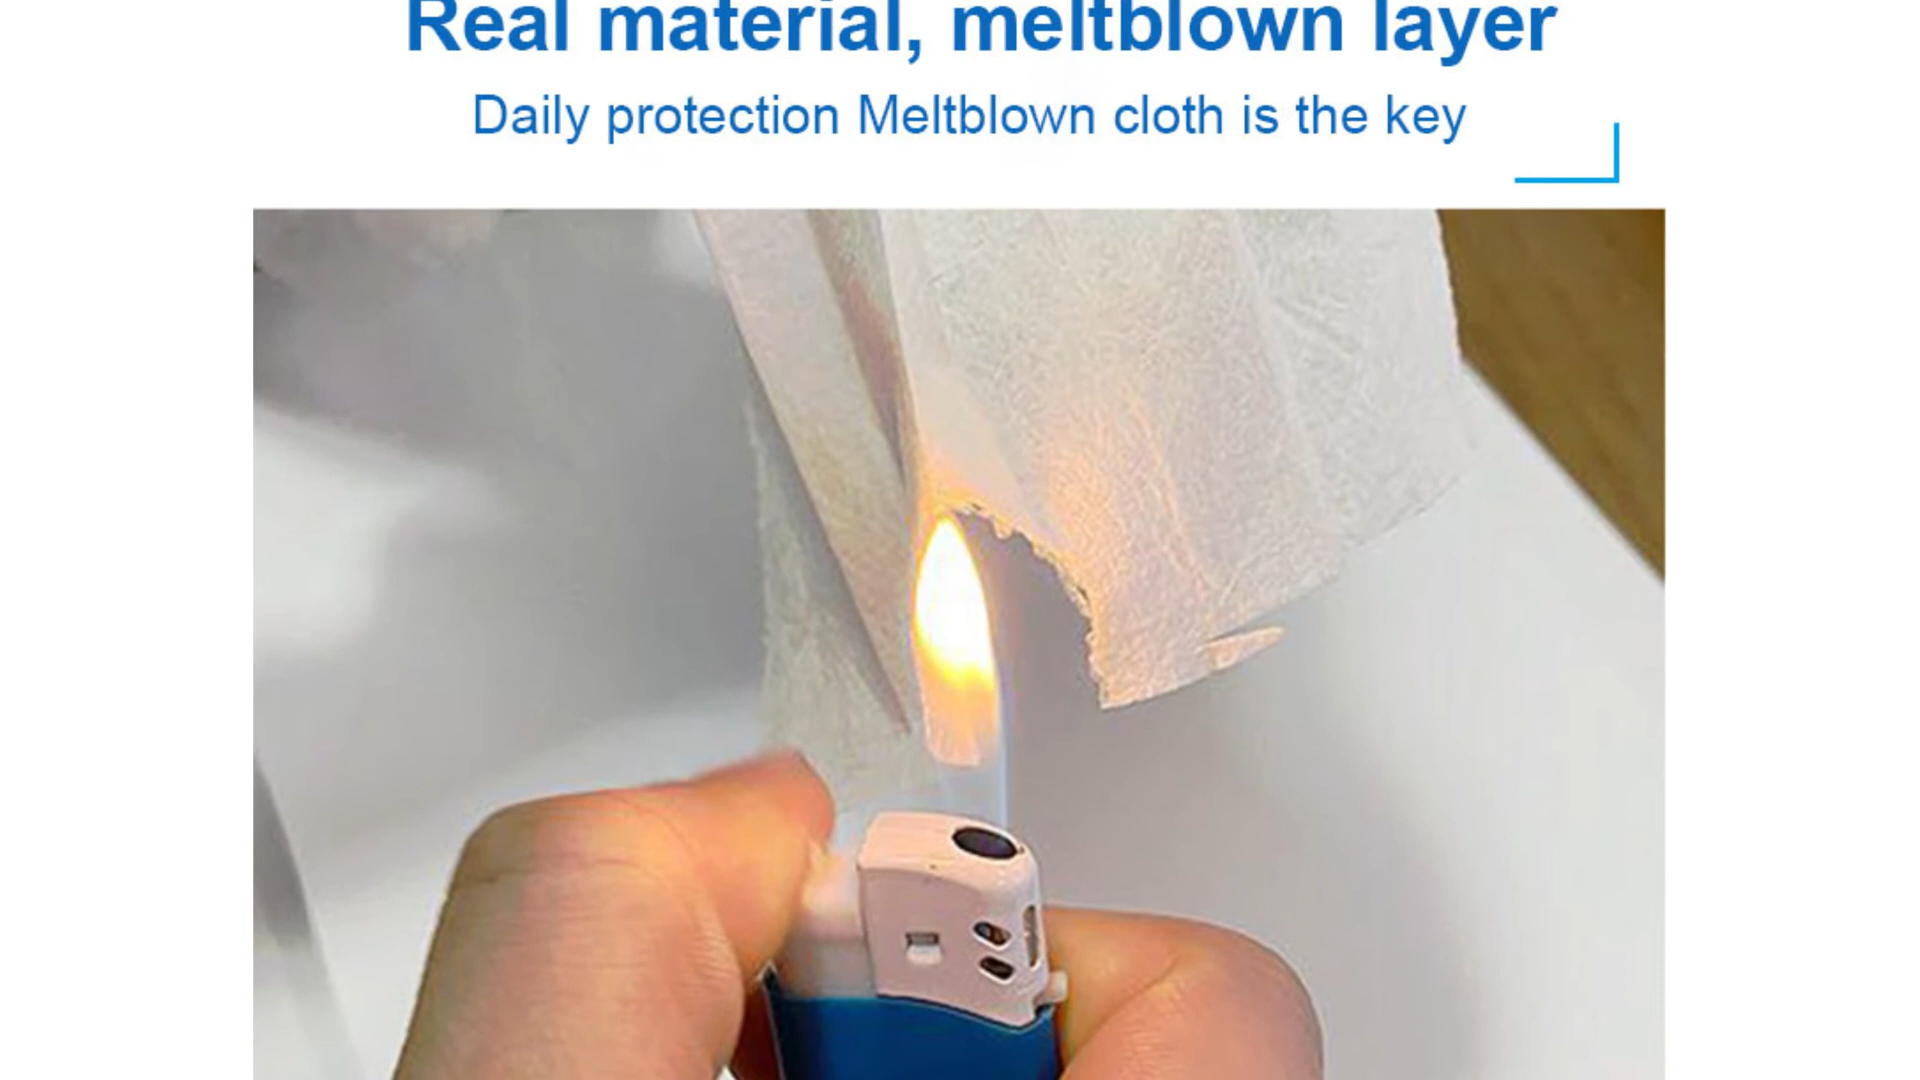 Real material, meltblown layer
Daily protection Meltblown cloth is the key